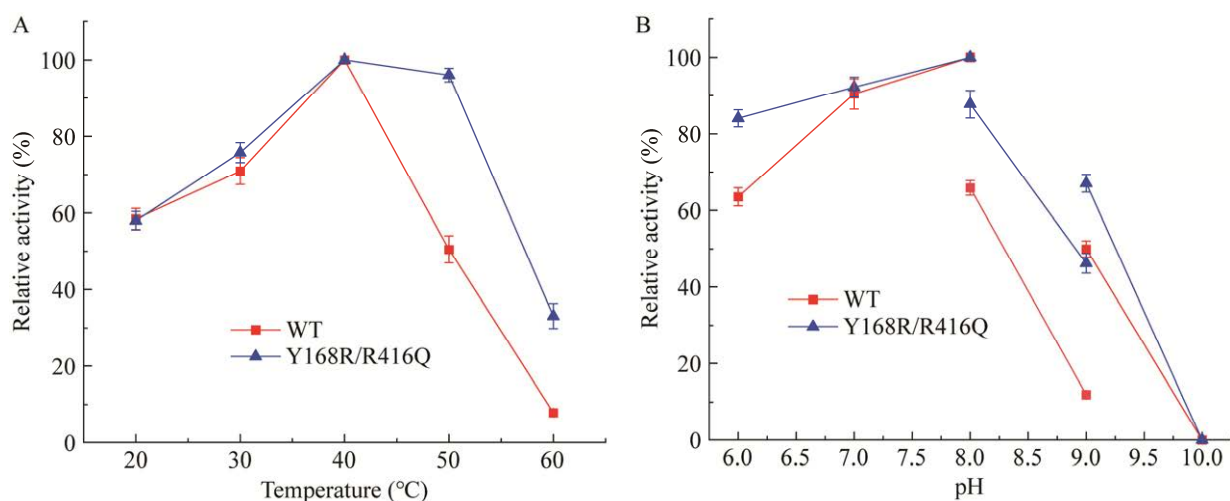 A
Relative activity (%)
100
80
60
40
20
0
WT
Y168R/R416Q
20 30 40 50 60
Temperature (°C)
B
Relative activity (%)
100
80
60
40
20
0
WT
Y168R/R416Q
6.0 6.5 7.0 7.5 8.0 8.5 9.0 9.5 10.0
pH